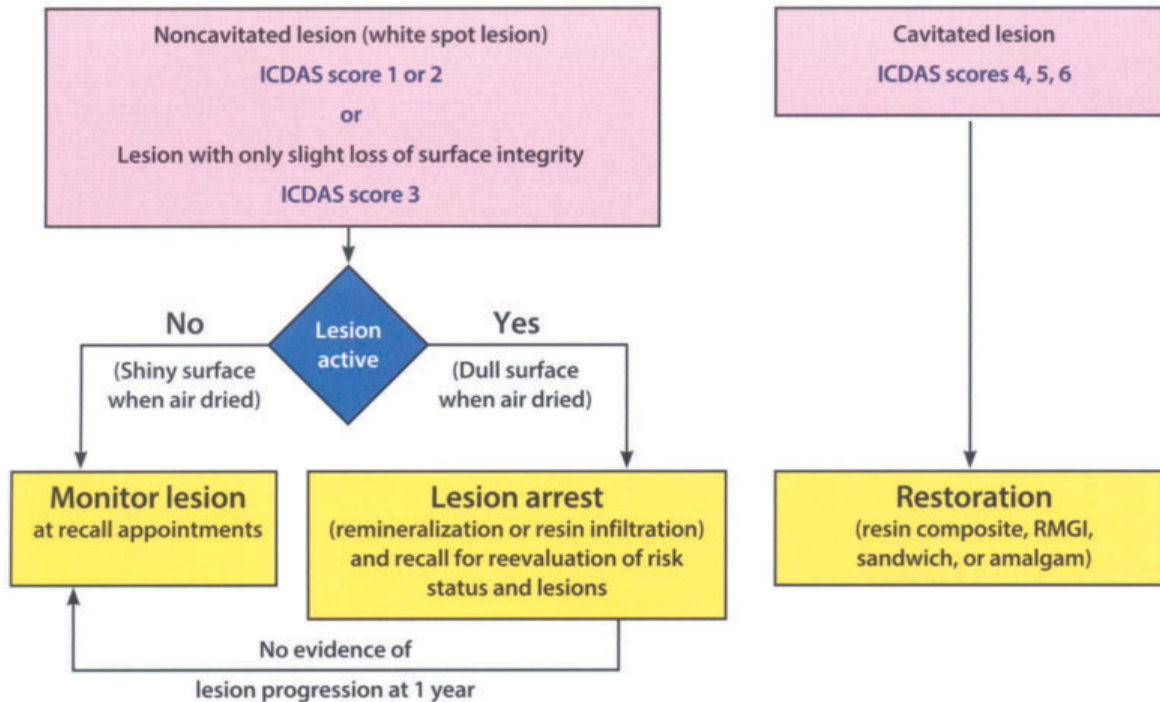 Noncavitated lesion (white spot lesion)
ICDAS score 1 or 2
or
Lesion with only slight loss of surface integrity
ICDAS score 3
Cavitated lesion
ICDAS scores 4, 5, 6
No
(Shiny surface
when air dried)
Lesion
active
Yes
(Dull surface
when air dried)
Monitor lesion
at recall appointments
Lesion arrest
(remineralization or resin infiltration)
and recall for reevaluation of risk
status and lesions
Restoration
(resin composite, RMGI,
sandwich, or amalgam)
No evidence of
lesion progression at 1 year